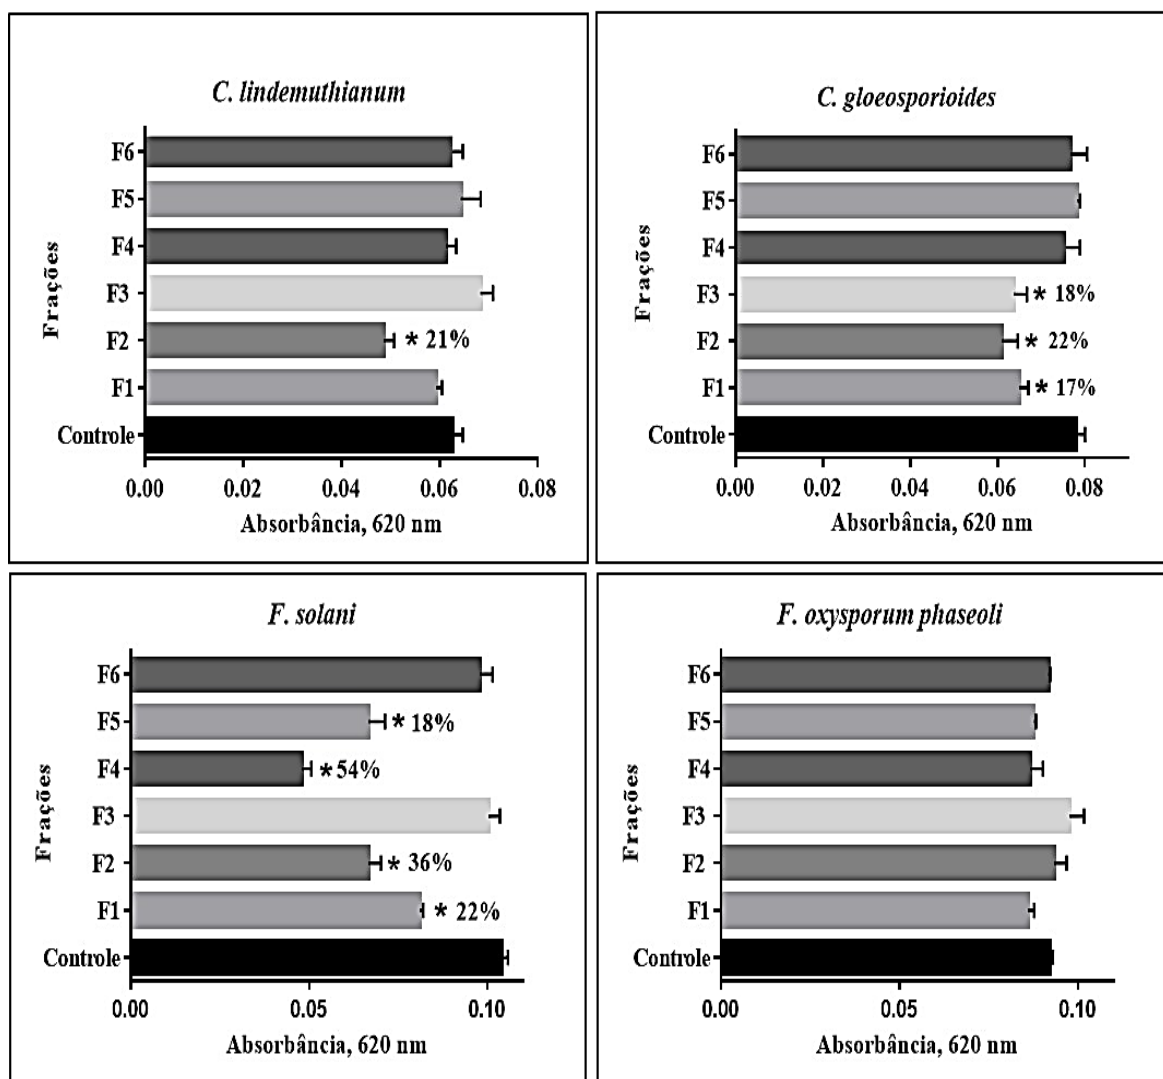 C. lindemuthianum
F6
F5
F4
F3
F2
* 21%
F1
Controle
Frações
0.00 0.02 0.04 0.06 0.08
Absorbância, 620 nm
C. gloeosporioides
F6
F5
F4
F3
* 18%
F2
* 22%
F1
* 17%
Controle
Frações
0.00 0.02 0.04 0.06 0.08
Absorbância, 620 nm
F. solani
F6
F5
* 18%
F4
* 54%
F3
F2
* 36%
F1
* 22%
Controle
Frações
0.00 0.05 0.10
Absorbância, 620 nm
F. oxysporum phaseoli
F6
F5
F4
F3
F2
F1
Controle
Frações
0.00 0.05 0.10
Absorbância, 620 nm